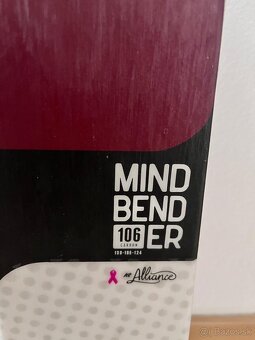 MIND
BEND
106 ER
CARBON
138-106-124
Alliance